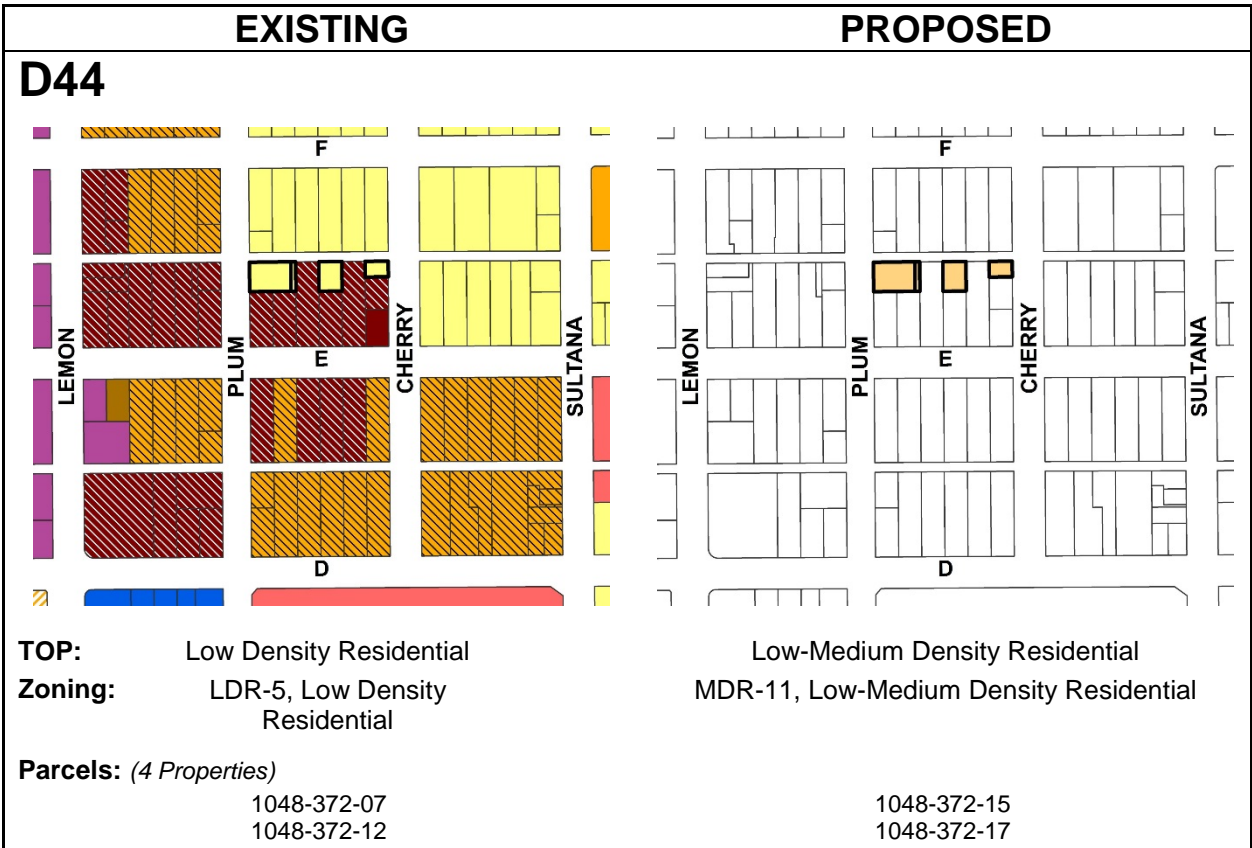 EXISTING PROPOSED
D44
F F
LEMON PLUM CHERRY SULTANA LEMON PLUM CHERRY SULTANA
E E
D D
TOP: Low Density Residential Low-Medium Density Residential
Zoning: LDR-5, Low Density MDR-11, Low-Medium Density Residential
Residential
Parcels: (4 Properties)
1048-372-07 1048-372-15
1048-372-12 1048-372-17